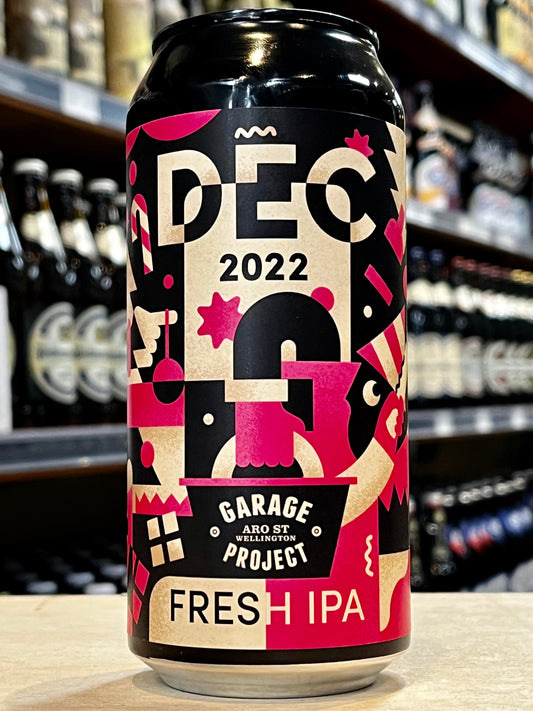 DEC
2022
GARAGE
ARO ST
WELLINGTON
PROJECT
FRESH IPA